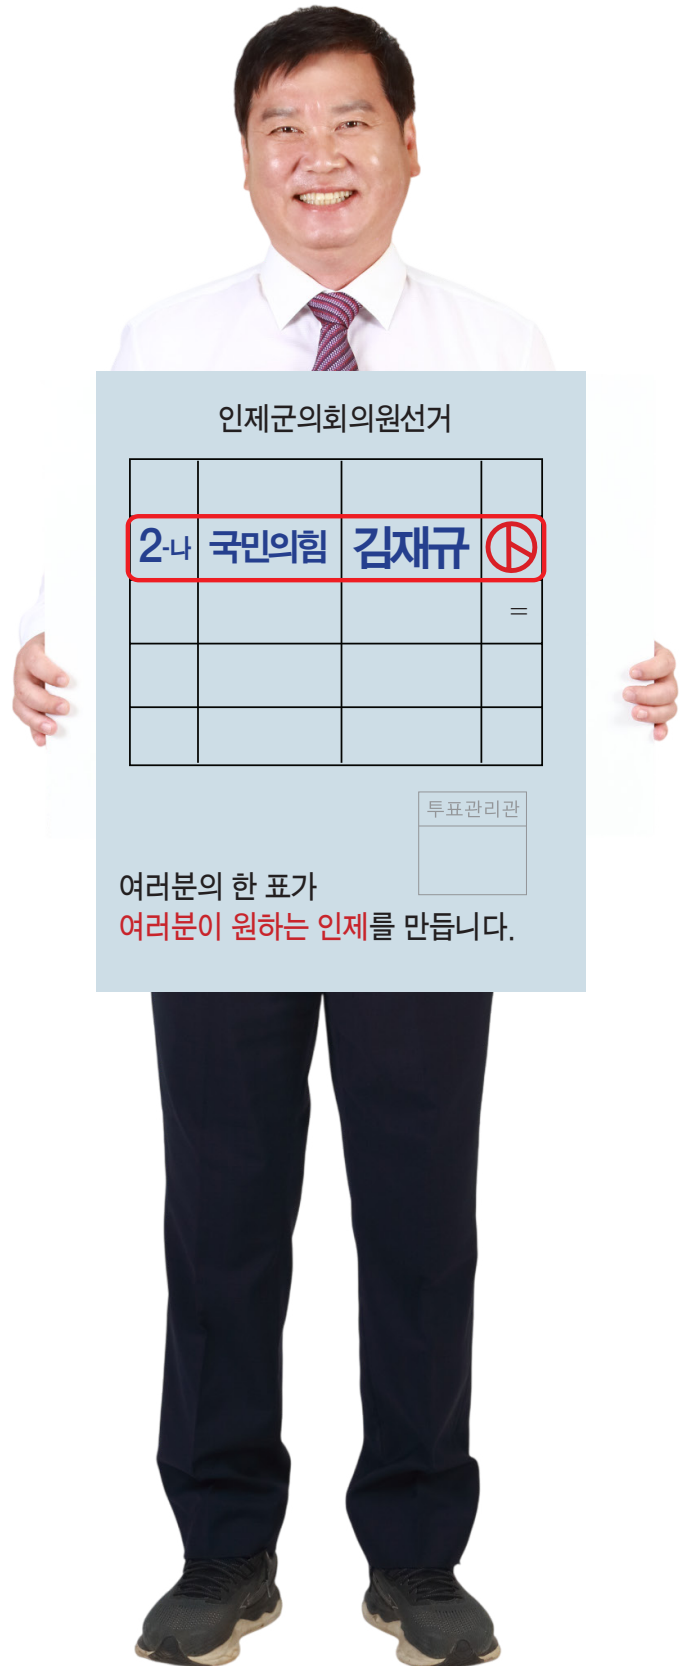 인제군의회의원선거
2-나 국민의힘 김재규
=
투표관리관
여러분의 한 표가
여러분이 원하는 인제를 만듭니다.